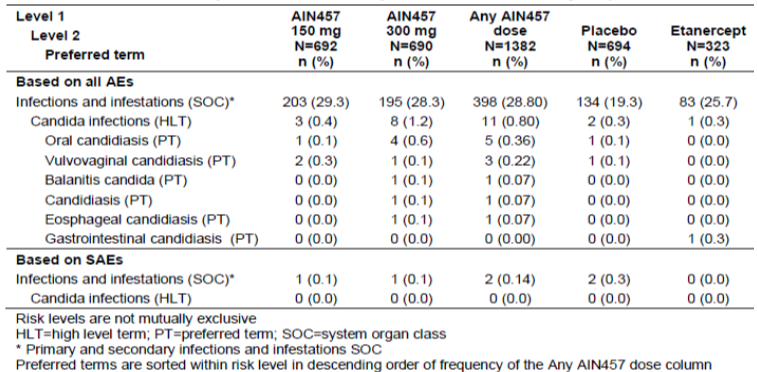 Level 1 AIN457 AIN457 Any AIN457
Level 2 150 mg 300 mg dose Placebo Etanercept
Preferred term N=692 N=690 N=1382 N=694 N=323
n (%) n (%) n (%) n (%) n (%)
Based on all AEs
Infections and infestations (SOC)* 203 (29.3) 195 (28.3) 398 (28.80) 134 (19.3) 83 (25.7)
Candida infections (HLT) 3 (0.4) 8 (1.2) 11 (0.80) 2 (0.3) 1 (0.3)
Oral candidiasis (PT) 1 (0.1) 4 (0.6) 5 (0.36) 1 (0.1) 0 (0.0)
Vulvovaginal candidiasis (PT) 2 (0.3) 1 (0.1) 3 (0.22) 1 (0.1) 0 (0.0)
Balanitis candida (PT) 0 (0.0) 1 (0.1) 1 (0.07) 0 (0.0) 0 (0.0)
Candidiasis (PT) 0 (0.0) 1 (0.1) 1 (0.07) 0 (0.0) 0 (0.0)
Eosphageal candidiasis (PT) 0 (0.0) 1 (0.1) 1 (0.07) 0 (0.0) 0 (0.0)
Gastrointestinal candidiasis (PT) 0 (0.0) 0 (0.0) 0 (0.00) 0 (0.0) 1 (0.3)
Based on SAEs
Infections and infestations (SOC)* 1 (0.1) 1 (0.1) 2 (0.14) 2 (0.3) 0 (0.0)
Candida infections (HLT) 0 (0.0) 0 (0.0) 0 (0.0) 0 (0.0) 0 (0.0)
Risk levels are not mutually exclusive
HLT=high level term; PT=preferred term; SOC=system organ class
* Primary and secondary infections and infestations SOC
Preferred terms are sorted within risk level in descending order of frequency of the Any AIN457 dose column